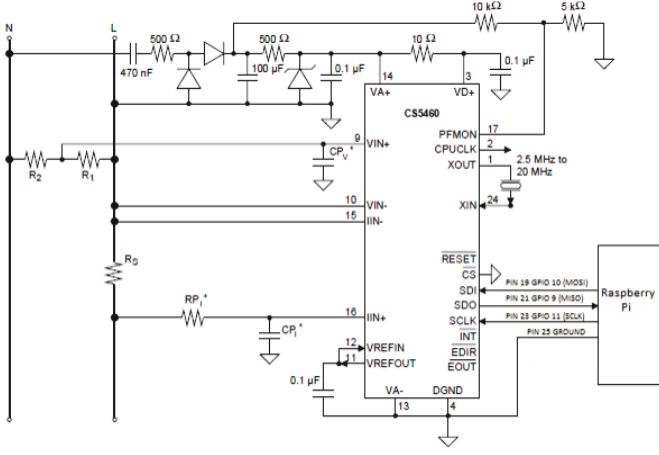 10 kΩ 5 kΩ
N L
500 Ω 500 Ω 10 Ω
470 nF 100 µF 0.1 µF 0.1 µF
14 3
VA+ VD+
CS5460
9 VIN+ PFMON 17
CPUCLK 2
XOUT 1
CPV* 2.5 MHz to
20 MHz
R2 R1
10 VIN- XIN 24
15 IIN-
RS
RESET
CS
SDI PIN 19 GPIO 10 (MOSI)
SDO PIN 21 GPIO 9 (MISO)
SCLK PIN 23 GPIO 11 (SCLK)
Raspberry
Pi
RPI* 16 IIN+
INT PIN 25 GROUND
CPI*
12 VREFIN EDIR
11 VREFOUT EOUT
0.1 µF
VA- DGND
13 4